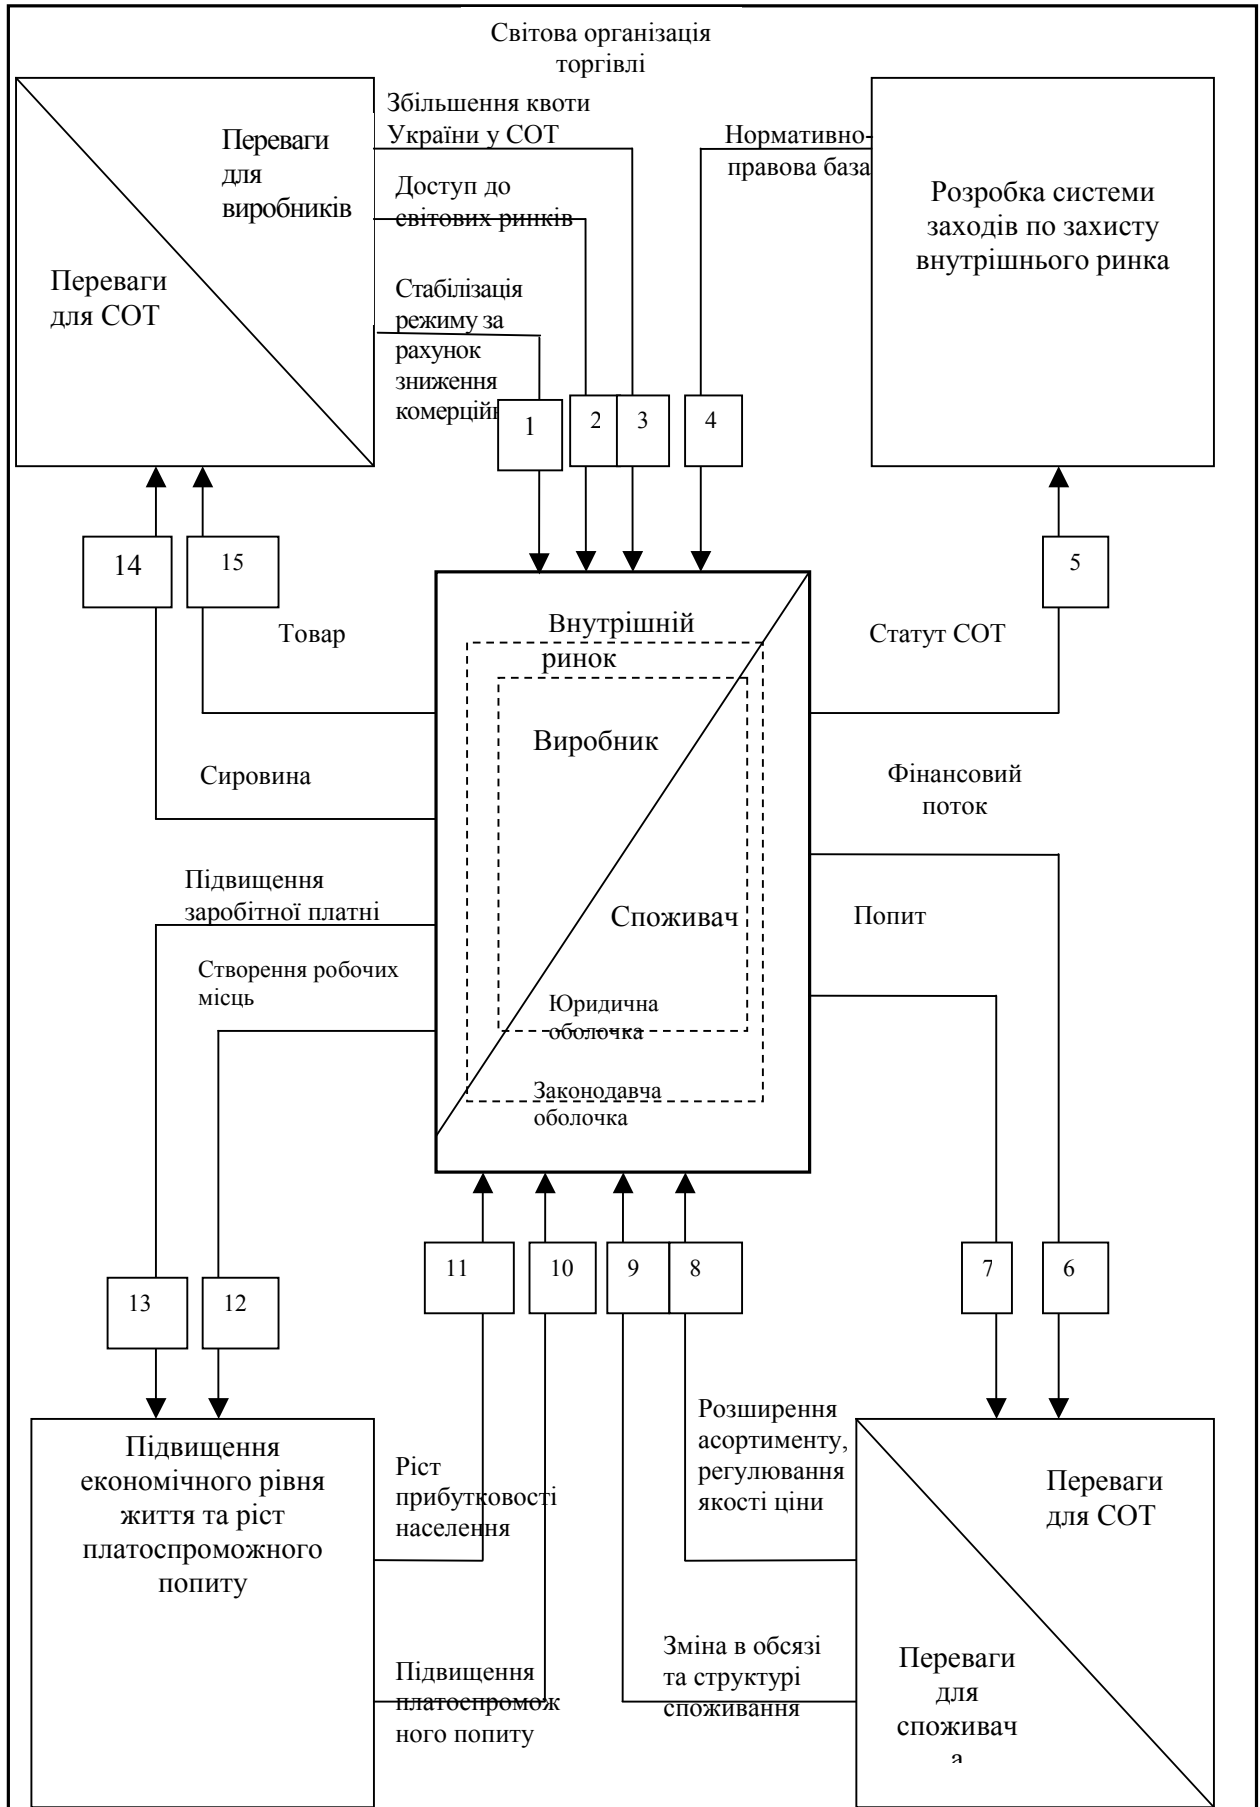 Світова організація
торгівлі
Збільшення квоти
України у СОТ
Переваги
для
виробників
Доступ до
світових ринків
Переваги
для СОТ
Стабілізація
режиму за
рахунок
зниження
Нормативно-
правова база
Розробка системи
заходів по захисту
внутрішнього ринка
1
2
3
4
14
15
5
Товар
Внутрішній
ринок
Статут СОТ
Виробник
Сировина
Фінансовий
поток
Підвищення
заробітної платні
Споживач
Попит
Створення робочих
місць
Юридична
оболочка
Законодавча
оболочка
13
12
11
10
9
8
7
6
Підвищення
економічного рівня
життя та ріст
платоспроможного
попиту
Ріст
прибутковості
населення
Розширення
асортименту,
регулювання
якості ціни
Переваги
для СОТ
Підвищення
платоспромож
ного попиту
Зміна в обсязі
та структурі
споживання
Переваги
для
споживач
а